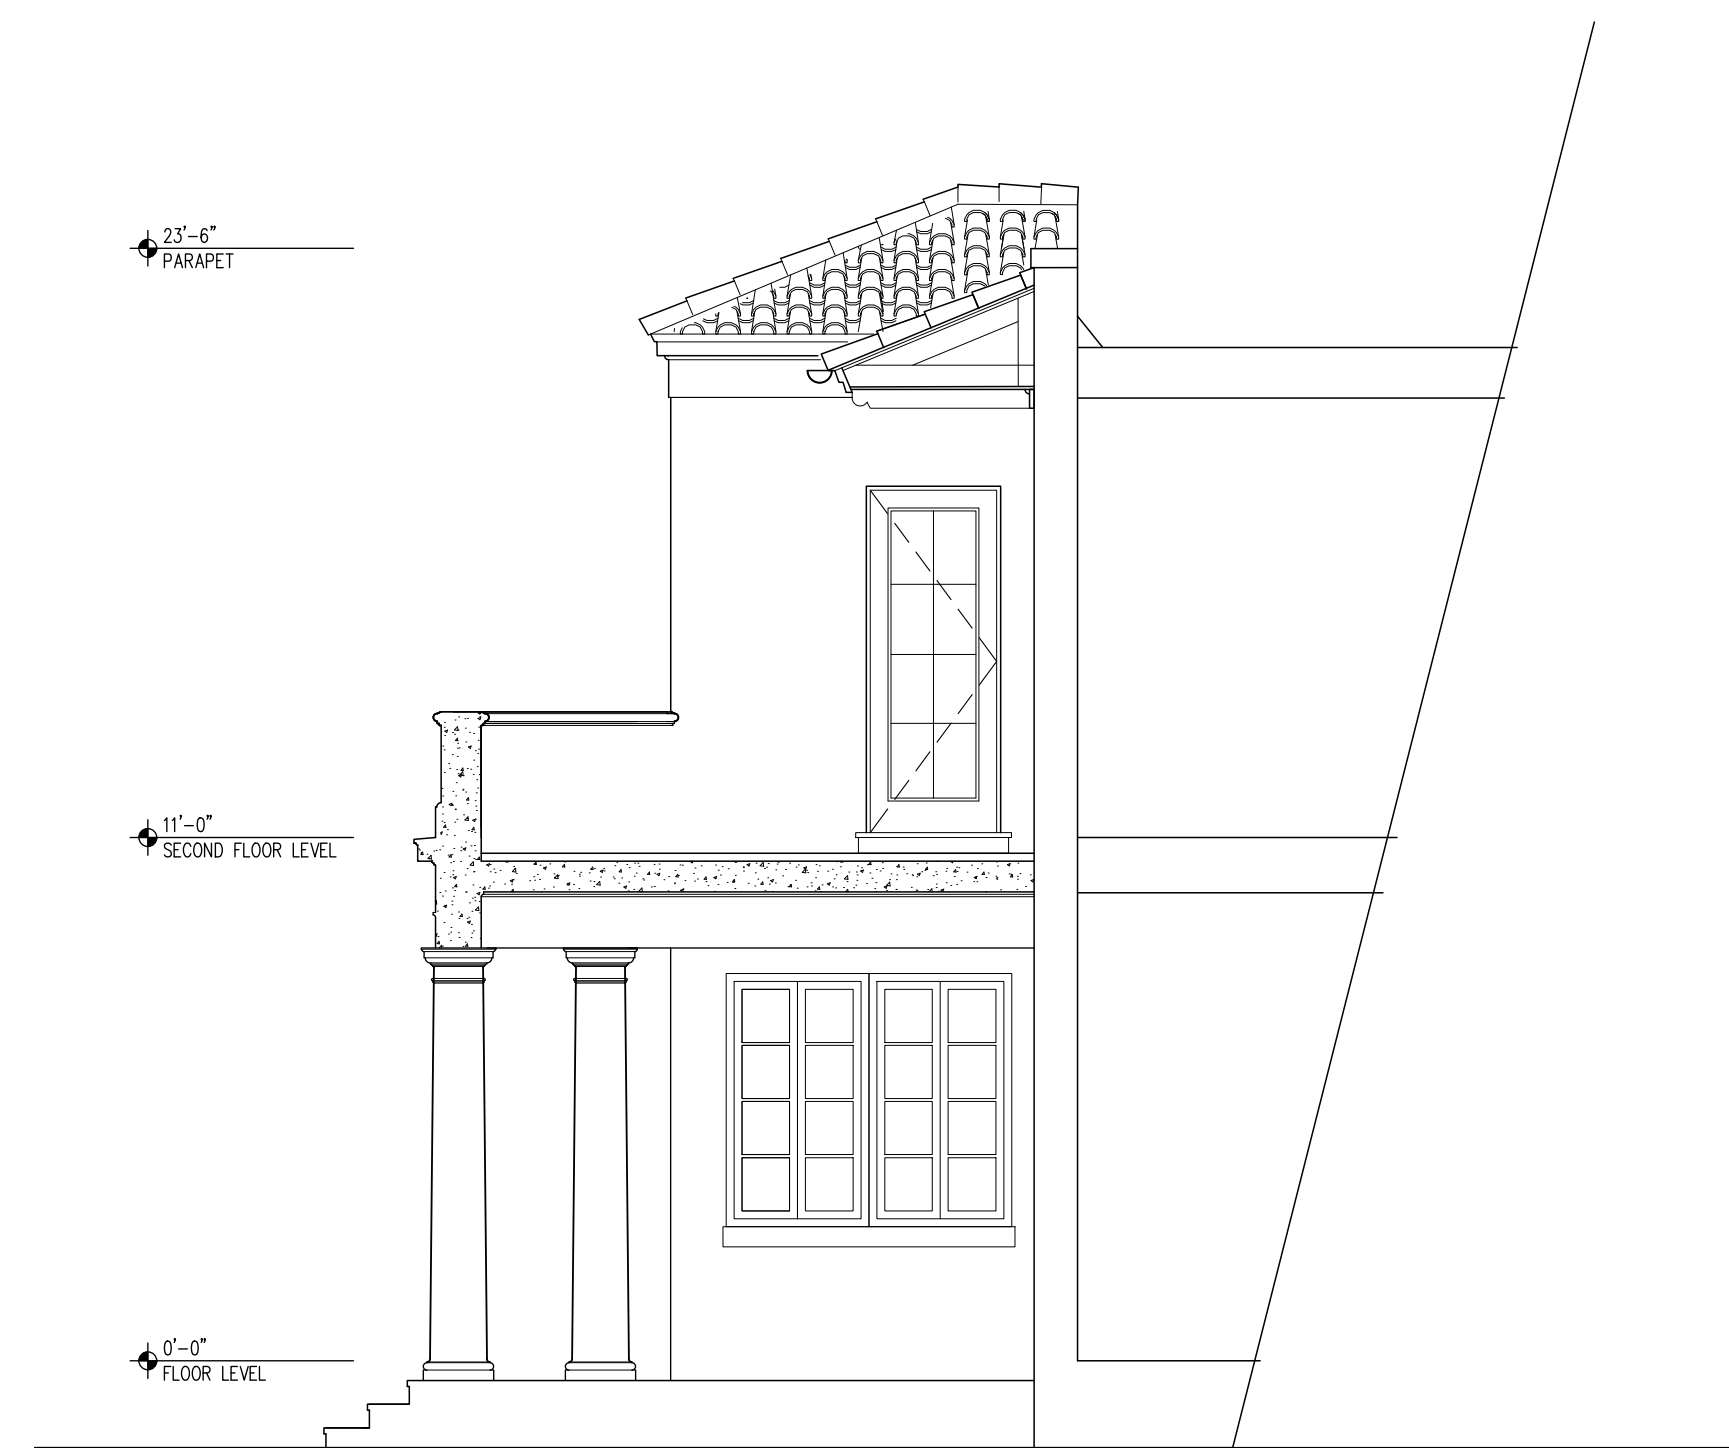 23'-6"
PARAPET
11'-0"
SECOND FLOOR LEVEL
0'-0"
FLOOR LEVEL